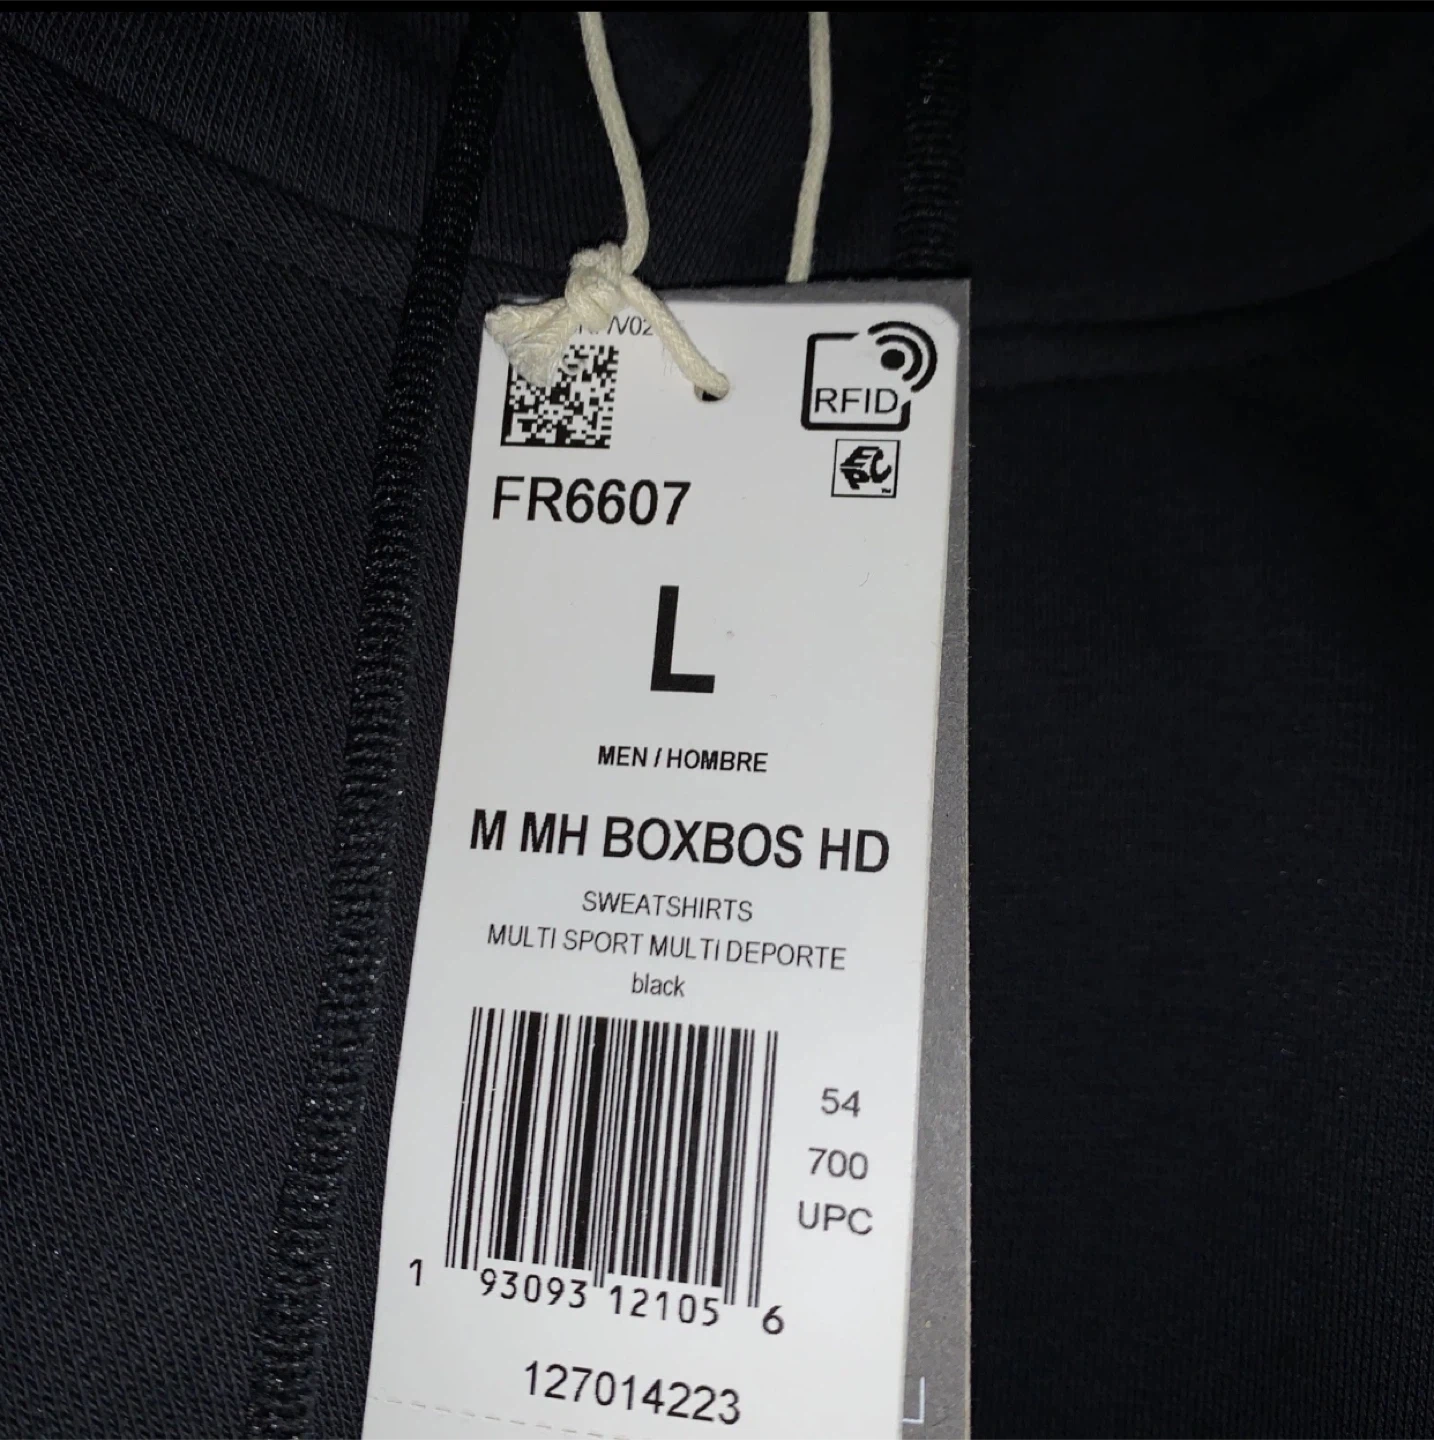 RFID
FR6607
L
MEN / HOMBRE
M MH BOXBOS HD
SWEATSHIRTS
MULTI SPORT MULTI DEPORTE
black
54
700
UPC
1 93093 12105 6
127014223
L